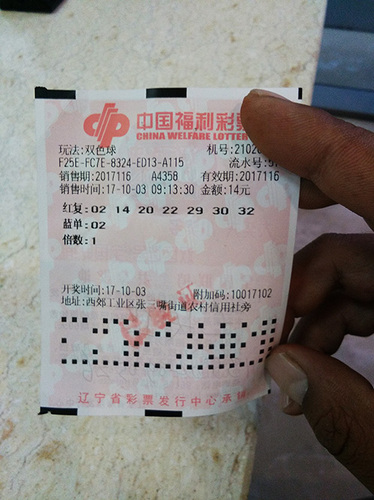 中国福利彩票
CHINA WELFARE LOTTERY
玩法:双色球 机号:21020
F25E-FC7E-8324-ED13-A115 流水号:
销售期:2017116 A4358 有效期:2017116
销售时间:17-10-03 09:13:30 金额:14元
红复:02 14 20 22 29 30 32
蓝单:02
倍数:1
开奖时间:17-10-03 附加码:10017102
地址:西郊工业区张三嘴街道农村信用社旁
辽宁省彩票发行中心承销